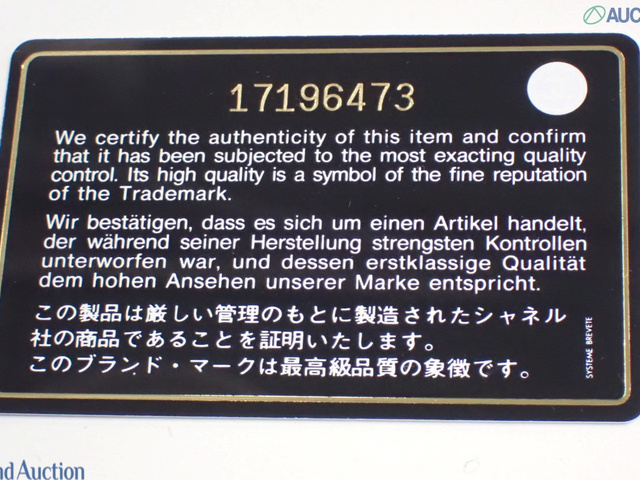 AUC
17196473
We certify the authenticity of this item and confirm
that it has been subjected to the most exacting quality
control. Its high quality is a symbol of the fine reputation
of the Trademark.
Wir bestätigen, dass es sich um einen Artikel handelt,
der während seiner Herstellung strengsten Kontrollen
unterworfen war, und dessen erstklassige Qualität
dem hohen Ansehen unserer Marke entspricht.
この製品は厳しい管理のもとに製造されたシャネル
社の商品であることを証明いたします。
このブランド・マークは最高級品質の象徴です。
SYSTEME BREVETE
nd Auction